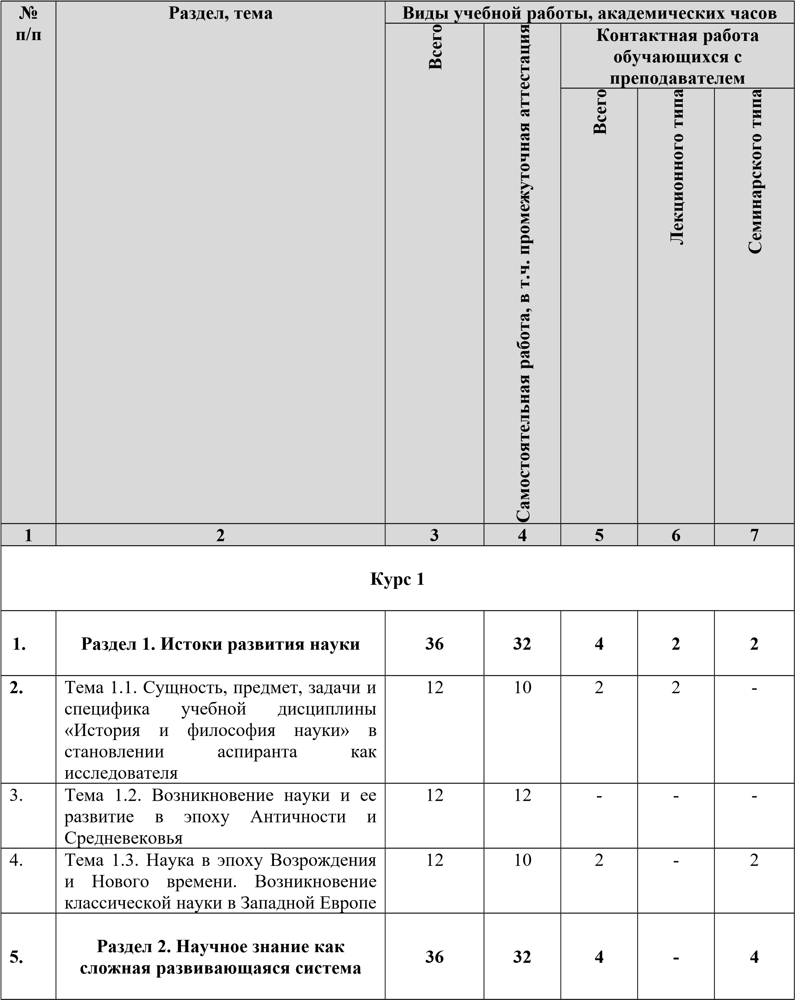 №
п/п
Раздел, тема
Виды учебной работы, академических часов
Всего
Самостоятельная работа, в т.ч. промежуточная аттестация
Контактная работа
обучающихся с
преподавателем
Всего
Лекционного типа
Семинарского типа
1 2 3 4 5 6 7
Курс 1
1. Раздел 1. Истоки развития науки 36 32 4 2 2
2. Тема 1.1. Сущность, предмет, задачи и 12 10 2 2 -
специфика учебной дисциплины
«История и философия науки» в
становлении аспиранта как
исследователя
3. Тема 1.2. Возникновение науки и ее 12 12 - - -
развитие в эпоху Античности и
Средневековья
4. Тема 1.3. Наука в эпоху Возрождения 12 10 2 - 2
и Нового времени. Возникновение
классической науки в Западной Европе
5. Раздел 2. Научное знание как
сложная развивающаяся система 36 32 4 - 4